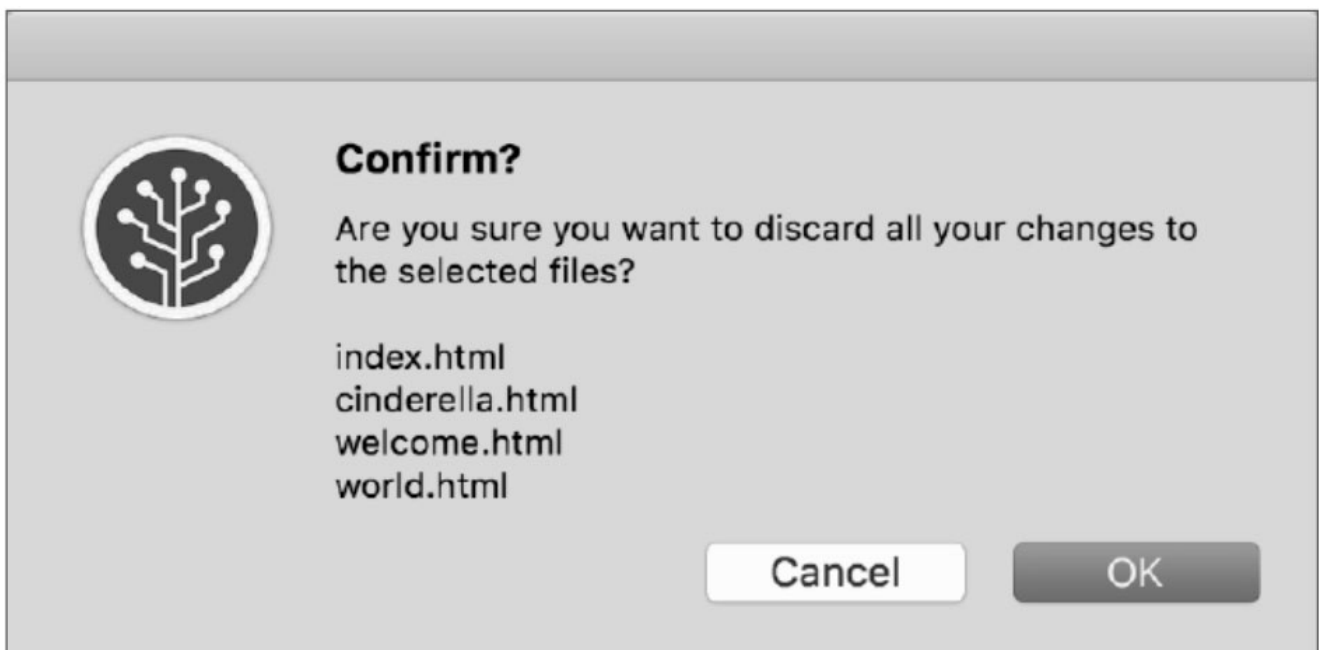 Confirm?
Are you sure you want to discard all your changes to
the selected files?
index.html
cinderella.html
welcome.html
world.html
Cancel
OK